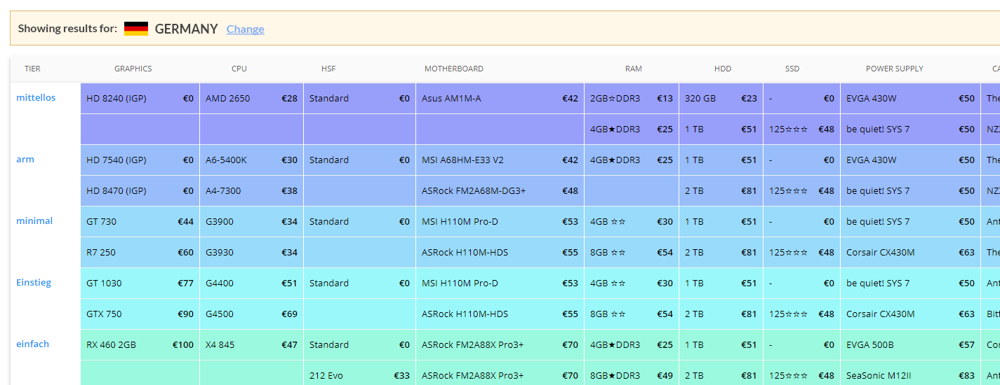 Showing results for: GERMANY Change
TIER GRAPHICS CPU HSF MOTHERBOARD RAM HDD SSD POWER SUPPLY CA
mittellos HD 8240 (IGP) €0 AMD 2650 €28 Standard €0 Asus AM1M-A €42 2GB☆DDR3 €13 320 GB €23 - €0 EVGA 430W €50 The
4GB★DDR3 €25 1 TB €51 125☆☆☆ €48 be quiet! SYS 7 €50 NZ
arm HD 7540 (IGP) €0 A6-5400K €30 Standard €0 MSI A68HM-E33 V2 €42 4GB★DDR3 €25 1 TB €51 - €0 EVGA 430W €50 The
HD 8470 (IGP) €0 A4-7300 €38 ASRock FM2A68M-DG3+ €48 2 TB €81 125☆☆☆ €48 be quiet! SYS 7 €50 NZ
minimal GT 730 €44 G3900 €34 Standard €0 MSI H110M Pro-D €53 4GB ☆☆ €30 1 TB €51 - €0 be quiet! SYS 7 €50 Ant
R7 250 €60 G3930 €34 ASRock H110M-HDS €55 8GB ☆☆ €54 2 TB €81 125☆☆☆ €48 Corsair CX430M €63 The
Einstieg GT 1030 €77 G4400 €51 Standard €0 MSI H110M Pro-D €53 4GB ☆☆ €30 1 TB €51 - €0 be quiet! SYS 7 €50 Ant
GTX 750 €90 G4500 €69 ASRock H110M-HDS €55 8GB ☆☆ €54 2 TB €81 125☆☆☆ €48 Corsair CX430M €63 Bit
einfach RX 460 2GB €100 X4 845 €47 Standard €0 ASRock FM2A88X Pro3+ €70 4GB★DDR3 €25 1 TB €51 - €0 EVGA 500B €57 Co
212 Evo €33 ASRock FM2A88X Pro3+ €70 8GB★DDR3 €49 2 TB €81 125☆☆☆ €48 SeaSonic M12II €83 Ant